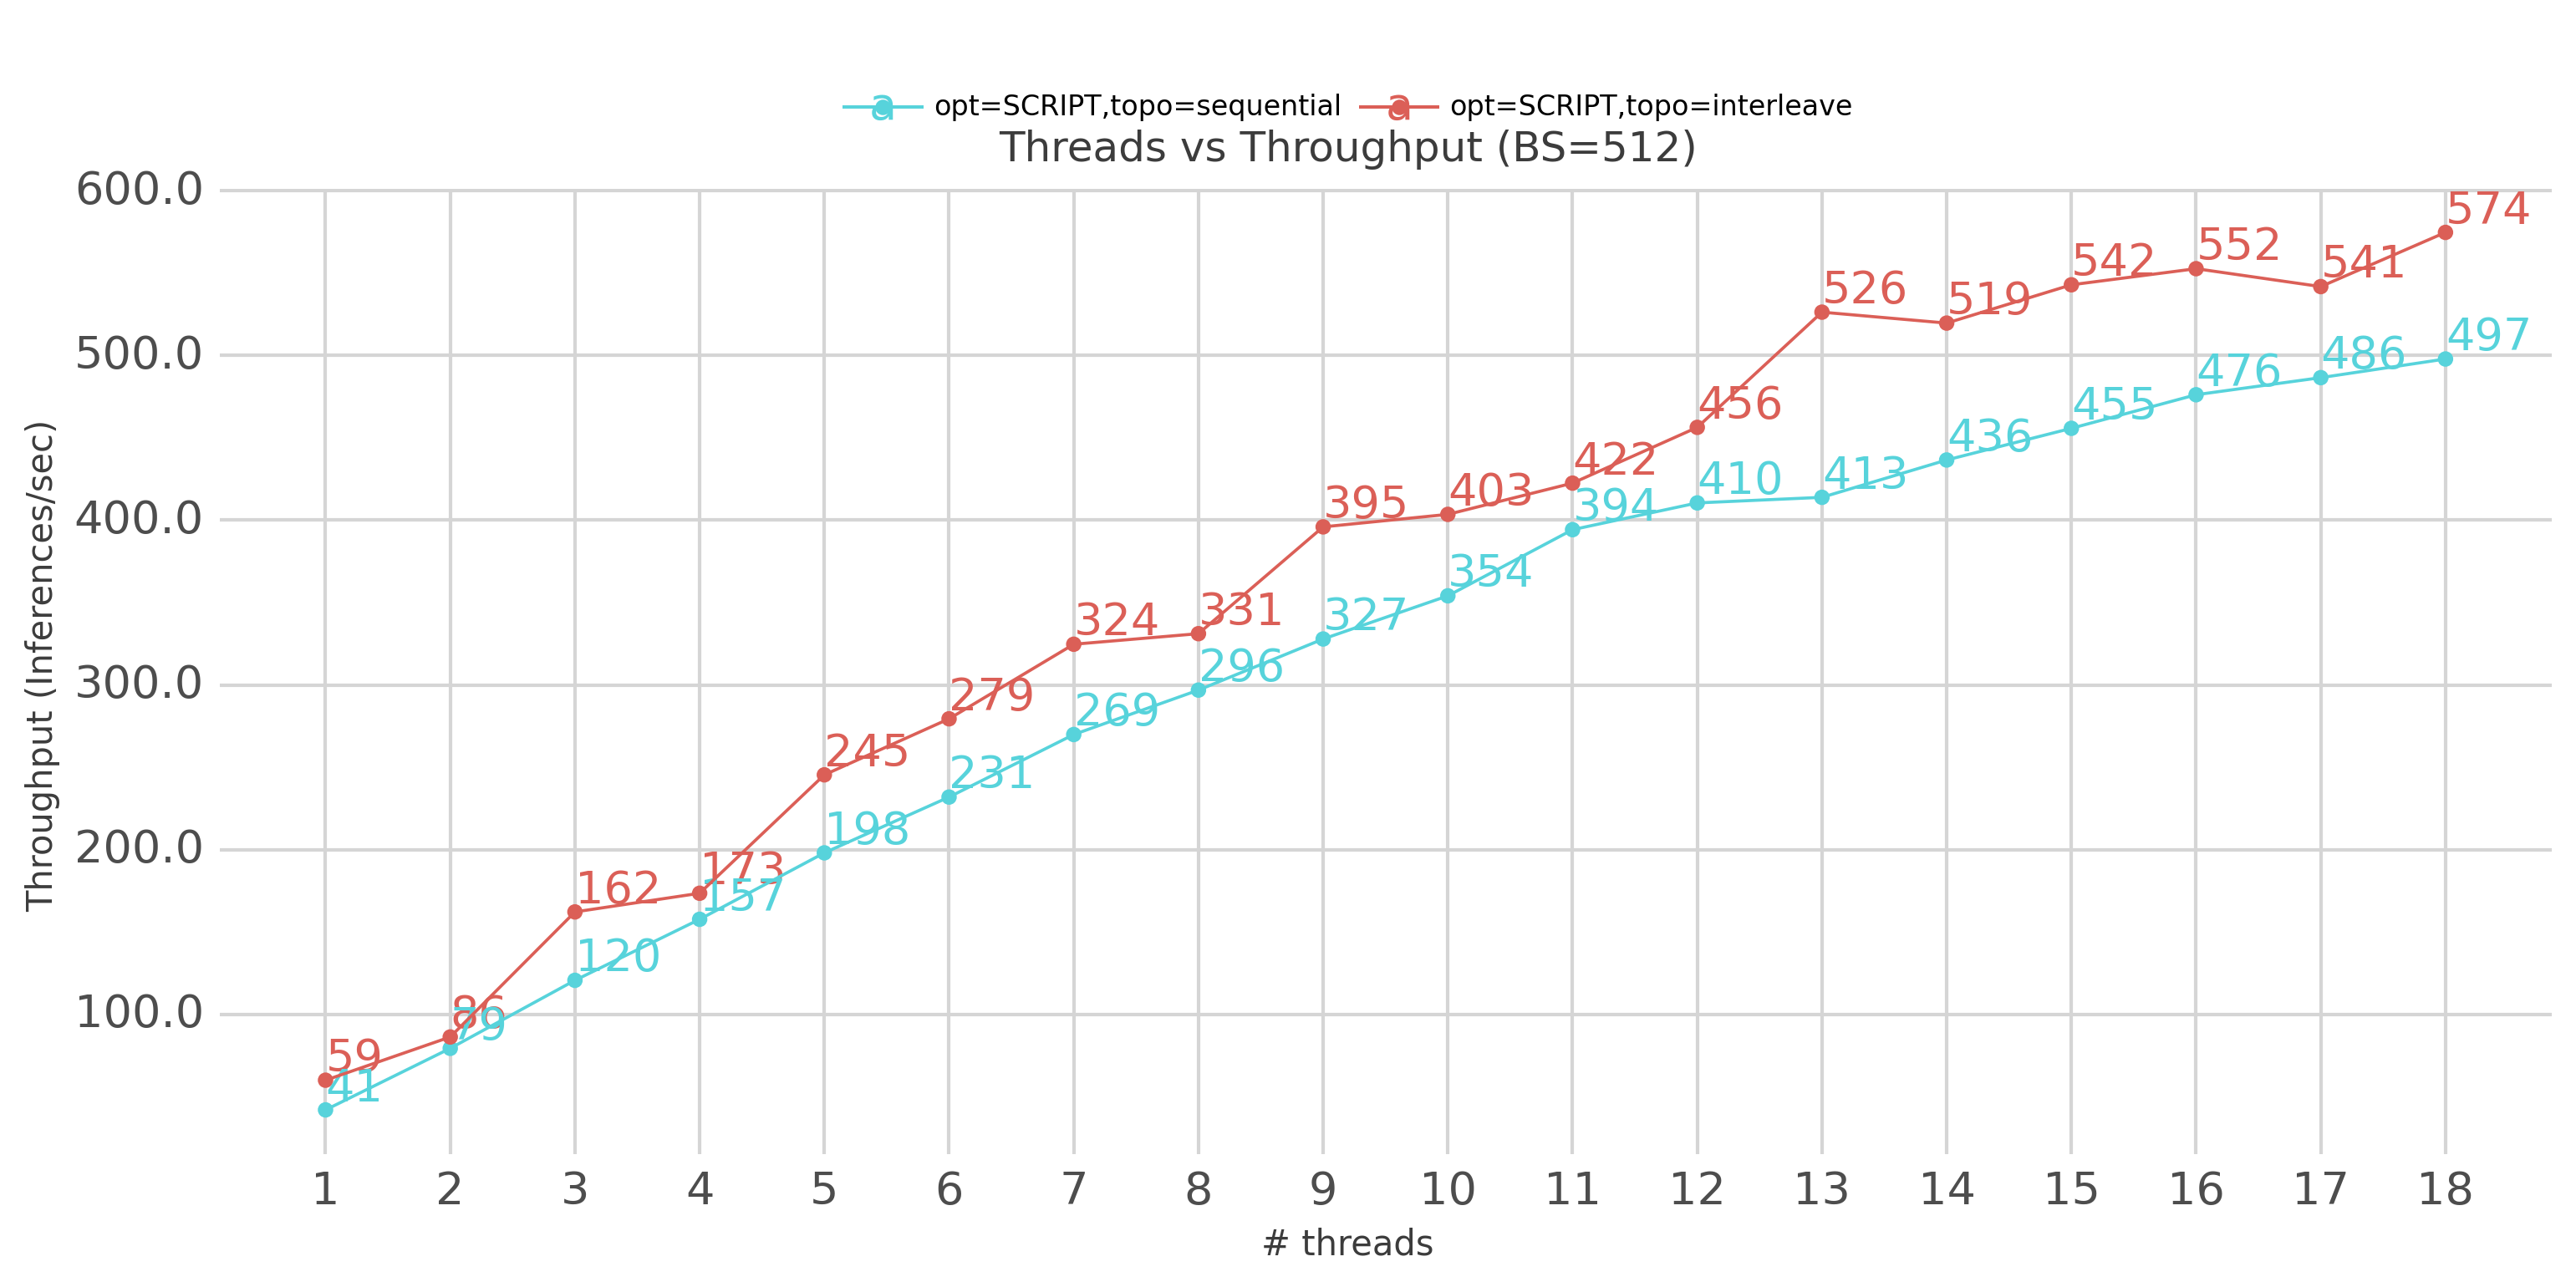 a opt=SCRIPT,topo=sequential a opt=SCRIPT,topo=interleave
Threads vs Throughput (BS=512)
Throughput (Inferences/sec)
600.0
500.0
400.0
300.0
200.0
100.0
59 86 162 173 245 279 324 331 395 403 422 456 526 519 542 552 541 574
41 79 120 157 198 231 269 296 327 354 394 410 413 436 455 476 486 497
1 2 3 4 5 6 7 8 9 10 11 12 13 14 15 16 17 18
# threads